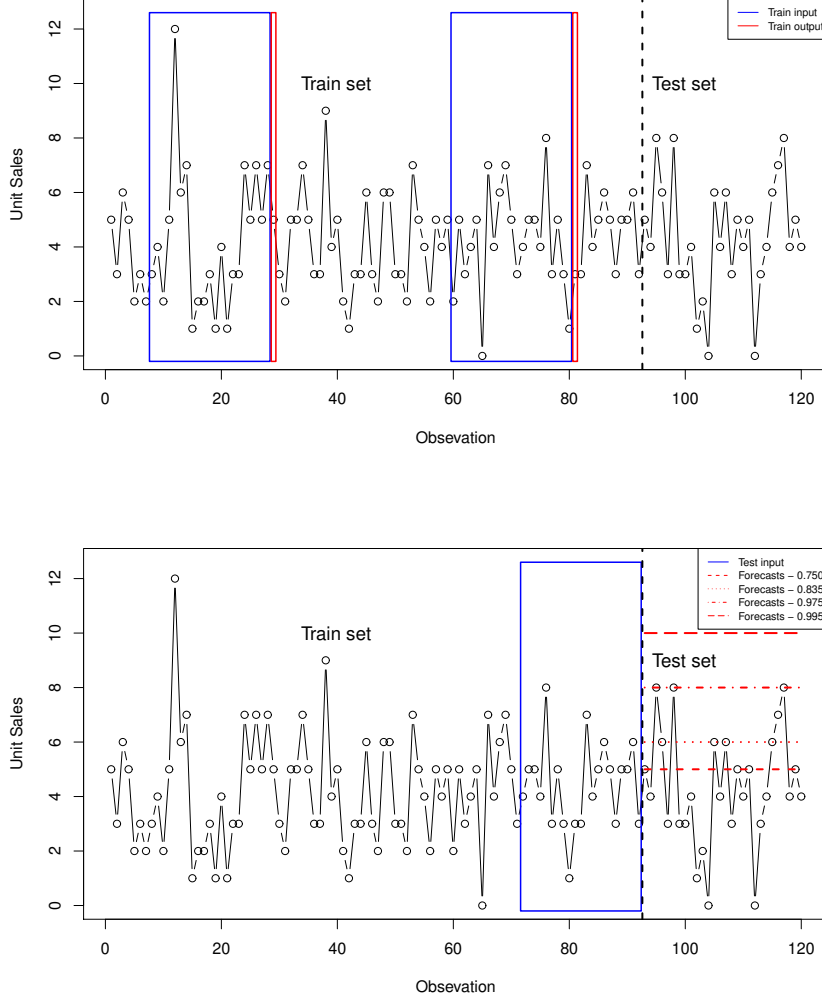 Train input
Train output
Train set
Test set
Unit Sales
0
2
4
6
8
10
12
0 20 40 60 80 100 120
Obsevation
Test input
Forecasts − 0.750
Forecasts − 0.835
Forecasts − 0.975
Forecasts − 0.995
Train set
Test set
Unit Sales
0
2
4
6
8
10
12
0 20 40 60 80 100 120
Obsevation